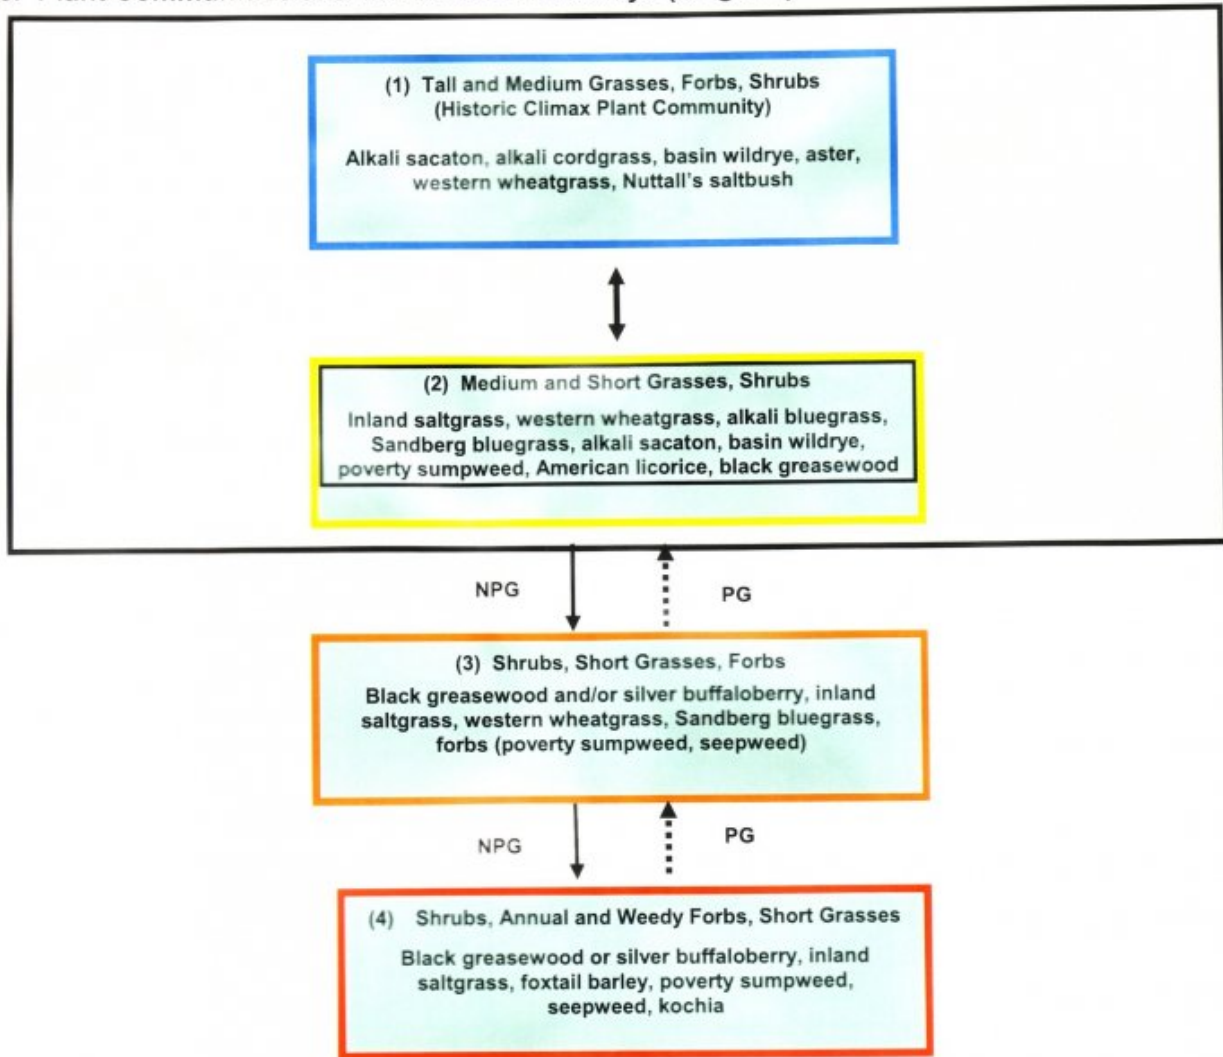 (1) Tall and Medium Grasses, Forbs, Shrubs
(Historic Climax Plant Community)
Alkali sacaton, alkali cordgrass, basin wildrye, aster,
western wheatgrass, Nuttall's saltbush
(2) Medium and Short Grasses, Shrubs
Inland saltgrass, western wheatgrass, alkali bluegrass,
Sandberg bluegrass, alkali sacaton, basin wildrye,
poverty sumpweed, American licorice, black greasewood
NPG PG
(3) Shrubs, Short Grasses, Forbs
Black greasewood and/or silver buffaloberry, inland
saltgrass, western wheatgrass, Sandberg bluegrass,
forbs (poverty sumpweed, seepweed)
NPG PG
(4) Shrubs, Annual and Weedy Forbs, Short Grasses
Black greasewood or silver buffaloberry, inland
saltgrass, foxtail barley, poverty sumpweed,
seepweed, kochia